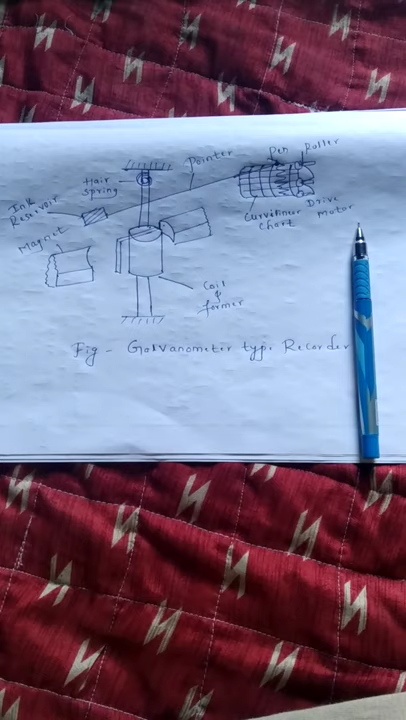 Pen Roller
Pointer
Hair
spring
Ink
Reservoir
Magnet
Curvilinear
Chart
Drive
motor
Coil
&
former
Fig - Galvanometer type Recorder